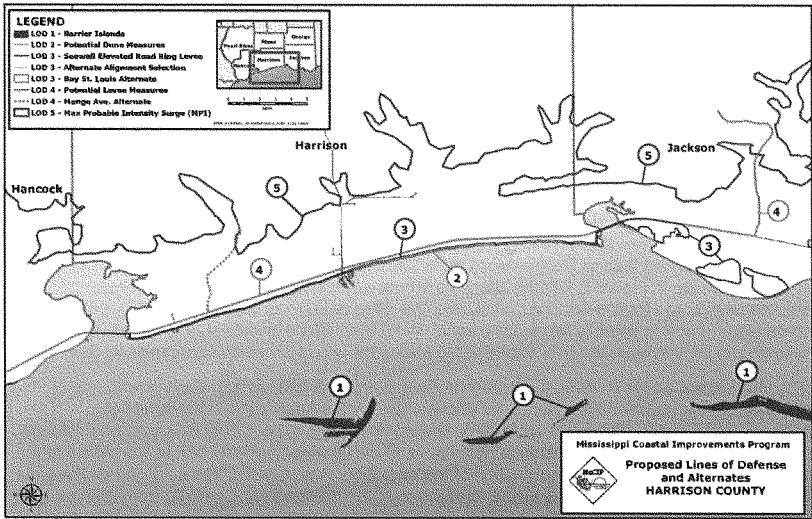 LEGEND
LOD 1 - Barrier Islands
LOD 2 - Potential Dune Measures
LOD 3 - Seawall Elevated Road Ring Levee
LOD 3 - Alternate Alignment Selection
LOD 3 - Bay St. Louis Alternate
LOD 4 - Potential Levee Measures
LOD 4 - Menge Ave. Alternate
LOD 5 - Max Probable Intensity Surge (MPI)
Pearl River
Stone
George
Harrison
Harrison
Jackson
Hancock
5
5
4
3
3
4
2
1
1
1
Mississippi Coastal Improvements Program
MsCIP
Proposed Lines of Defense
and Alternates
HARRISON COUNTY